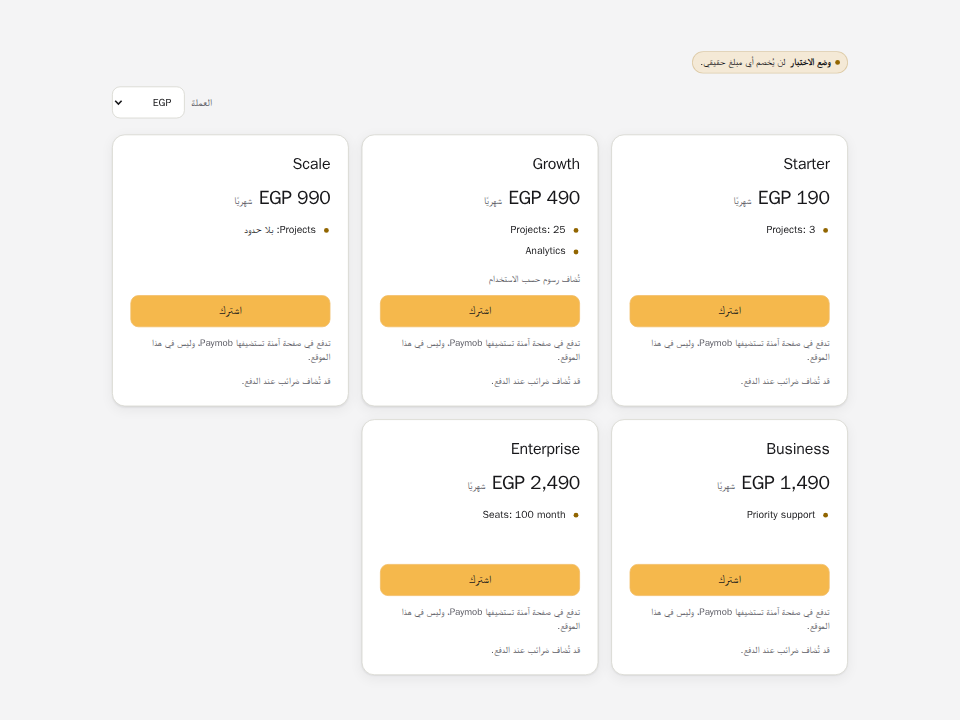 وضع الاختبار لن يُخصم أي مبلغ حقيقي.
العملة EGP
Starter
EGP 190 شهريًا
Projects: 3
اشترك
تدفع في صفحة آمنة تستضيفها Paymob، وليس في هذا
الموقع.
قد تُضاف ضرائب عند الدفع.
Growth
EGP 490 شهريًا
Projects: 25
Analytics
تُضاف رسوم حسب الاستخدام
اشترك
تدفع في صفحة آمنة تستضيفها Paymob، وليس في هذا
الموقع.
قد تُضاف ضرائب عند الدفع.
Scale
EGP 990 شهريًا
Projects: بلا حدود
اشترك
تدفع في صفحة آمنة تستضيفها Paymob، وليس في هذا
الموقع.
قد تُضاف ضرائب عند الدفع.
Business
EGP 1,490 شهريًا
Priority support
اشترك
تدفع في صفحة آمنة تستضيفها Paymob، وليس في هذا
الموقع.
قد تُضاف ضرائب عند الدفع.
Enterprise
EGP 2,490 شهريًا
Seats: 100 month
اشترك
تدفع في صفحة آمنة تستضيفها Paymob، وليس في هذا
الموقع.
قد تُضاف ضرائب عند الدفع.